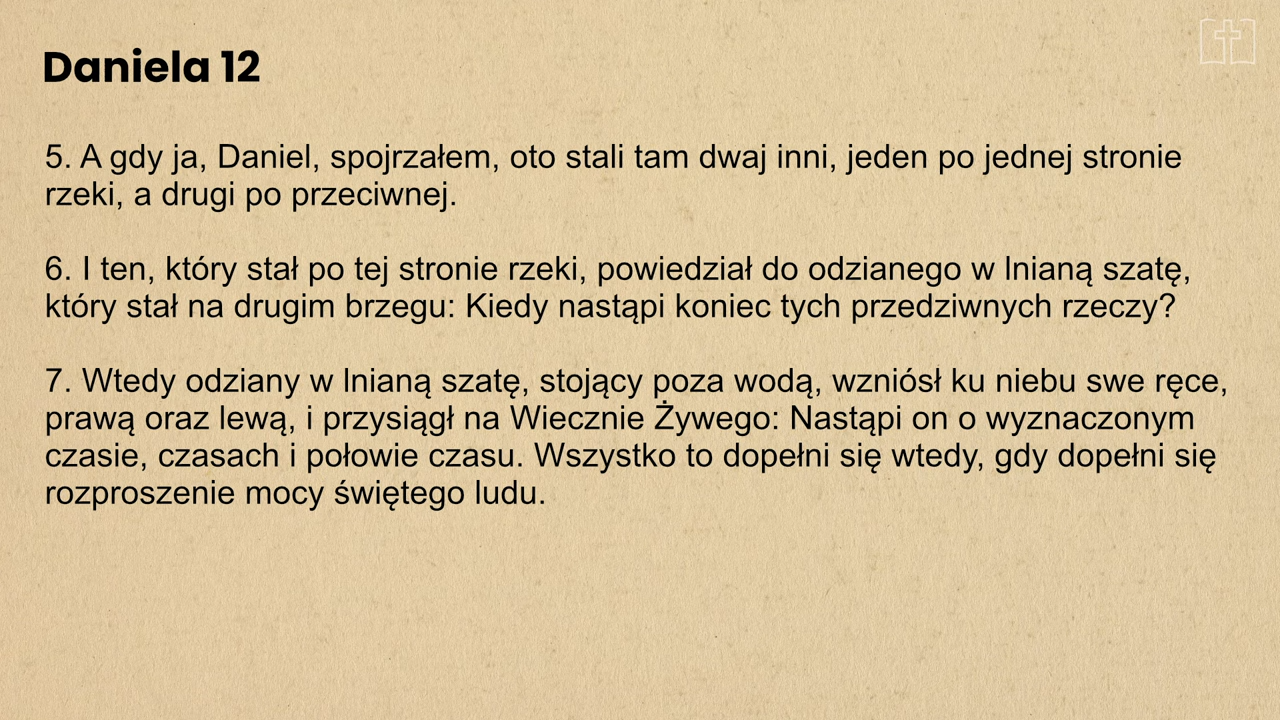 Daniela 12
5. A gdy ja, Daniel, spojrzałem, oto stali tam dwaj inni, jeden po jednej stronie
rzeki, a drugi po przeciwnej.
6. I ten, który stał po tej stronie rzeki, powiedział do odzianego w lnianą szatę,
który stał na drugim brzegu: Kiedy nastąpi koniec tych przedziwnych rzeczy?
7. Wtedy odziany w lnianą szatę, stojący poza wodą, wzniósł ku niebu swe ręce,
prawą oraz lewą, i przysiągł na Wiecznie Żywego: Nastąpi on o wyznaczonym
czasie, czasach i połowie czasu. Wszystko to dopełni się wtedy, gdy dopełni się
rozproszenie mocy świętego ludu.